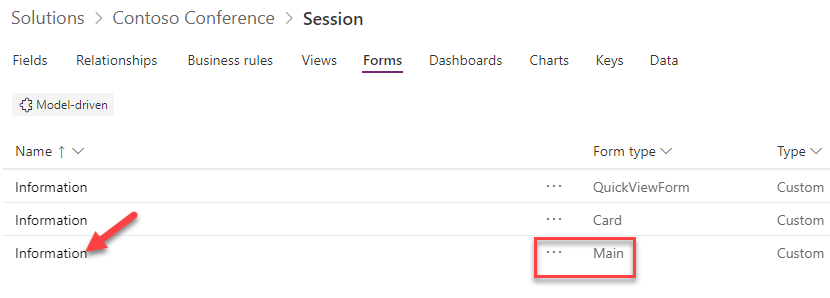 Solutions > Contoso Conference > Session
Fields Relationships Business rules Views Forms Dashboards Charts Keys Data
Model-driven
Name ↑ Form type Type
Information ··· QuickViewForm Custom
Information ··· Card Custom
Information ··· Main Custom